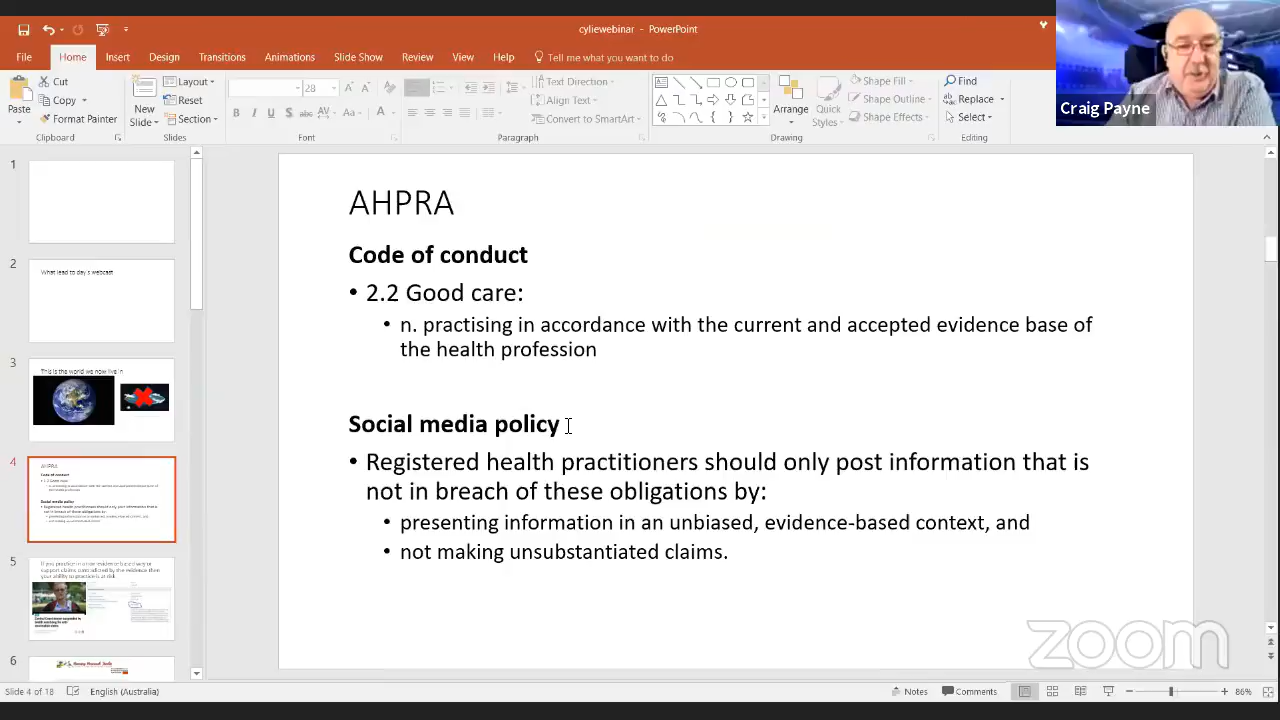 cyliewebinar - PowerPoint
File Home Insert Design Transitions Animations Slide Show Review View Help Tell me what you want to do
Cut
Copy
Format Painter
Paste
Clipboard
New
Slide
Layout
Reset
Section
Slides
28
Font
Text Direction
Align Text
Convert to SmartArt
Paragraph
Arrange
Quick
Styles
Shape Fill
Shape Outline
Shape Effects
Drawing
Find
Replace
Select
Editing
Craig Payne
1
2
What lead to day s webcast
3
This is the world we now live in
4
5
6
AHPRA
Code of conduct
• 2.2 Good care:
• n. practising in accordance with the current and accepted evidence base of
the health profession
Social media policy
• Registered health practitioners should only post information that is
not in breach of these obligations by:
• presenting information in an unbiased, evidence-based context, and
• not making unsubstantiated claims.
zoom
Slide 4 of 18 English (Australia) Notes Comments 86%